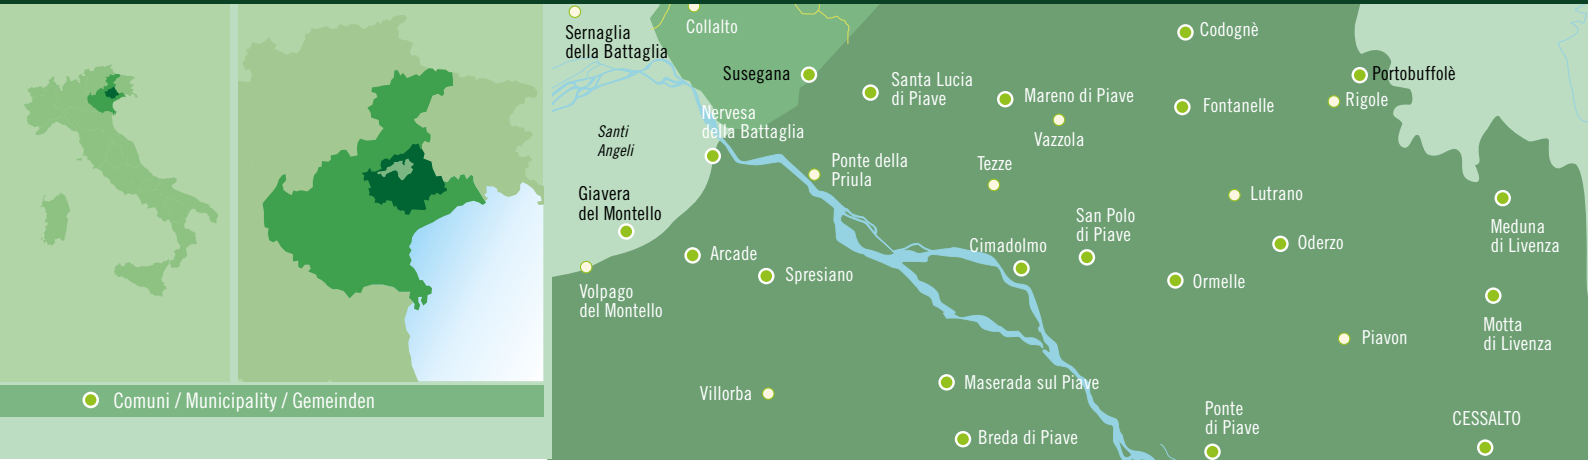 Comuni / Municipality / Gemeinden
Sernaglia
della Battaglia
Collalto
Susegana
Santa Lucia
di Piave
Mareno di Piave
Vazzola
Codognè
Fontanelle
Portobuffolè
Rigole
Nervesa
della Battaglia
Santi
Angeli
Ponte della
Priula
Tezze
Giavera
del Montello
Lutrano
San Polo
di Piave
Meduna
di Livenza
Cimadolmo
Oderzo
Arcade
Spresiano
Ormelle
Volpago
del Montello
Motta
di Livenza
Piavon
Villorba
Maserada sul Piave
Breda di Piave
Ponte
di Piave
CESSALTO